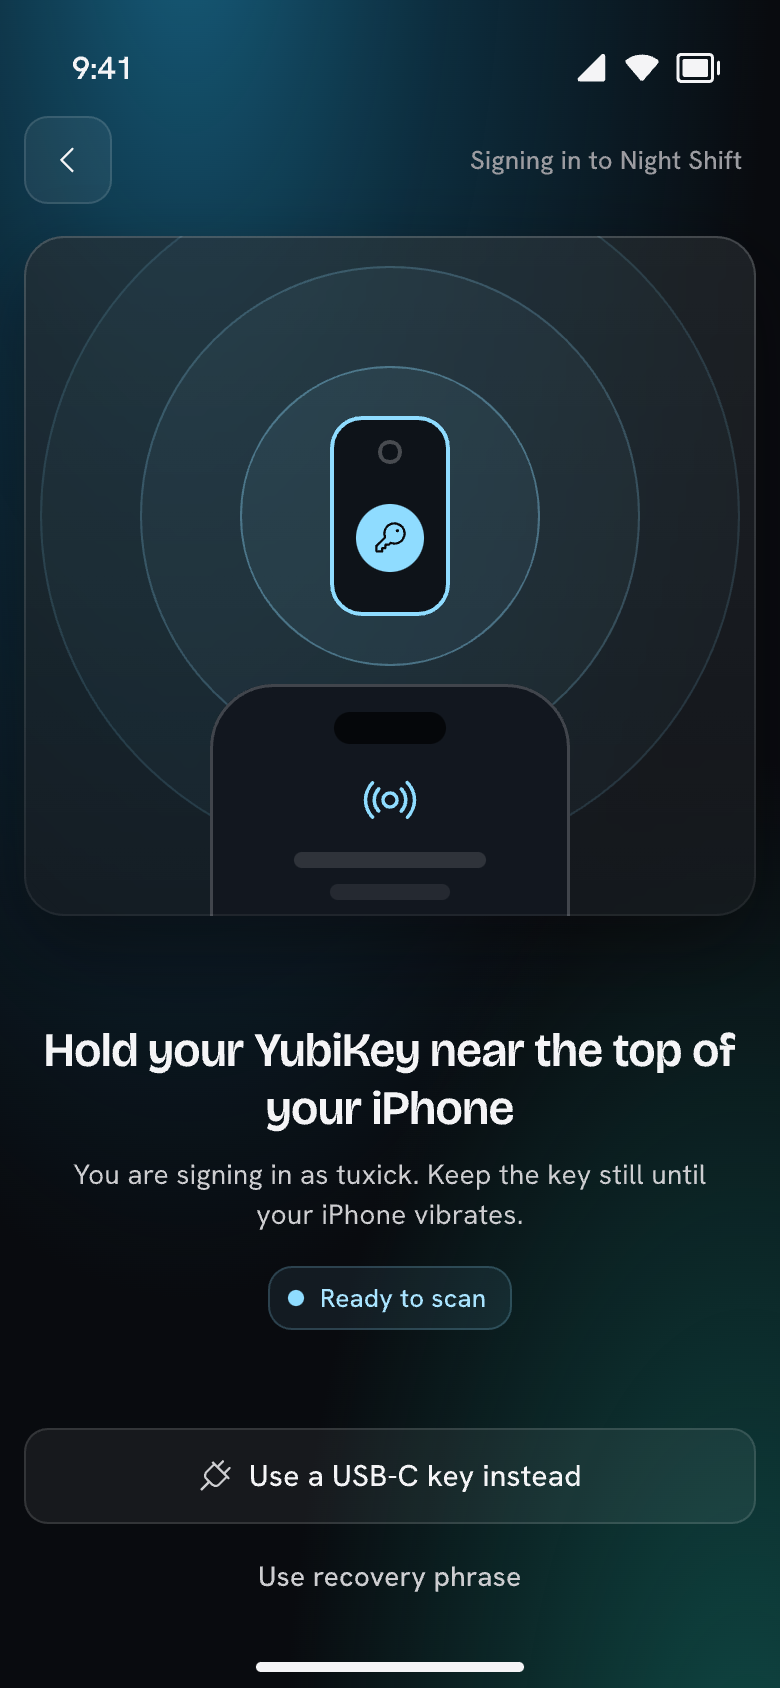 9:41
Signing in to Night Shift
Hold your YubiKey near the top of
your iPhone
You are signing in as tuxick. Keep the key still until
your iPhone vibrates.
Ready to scan
Use a USB-C key instead
Use recovery phrase